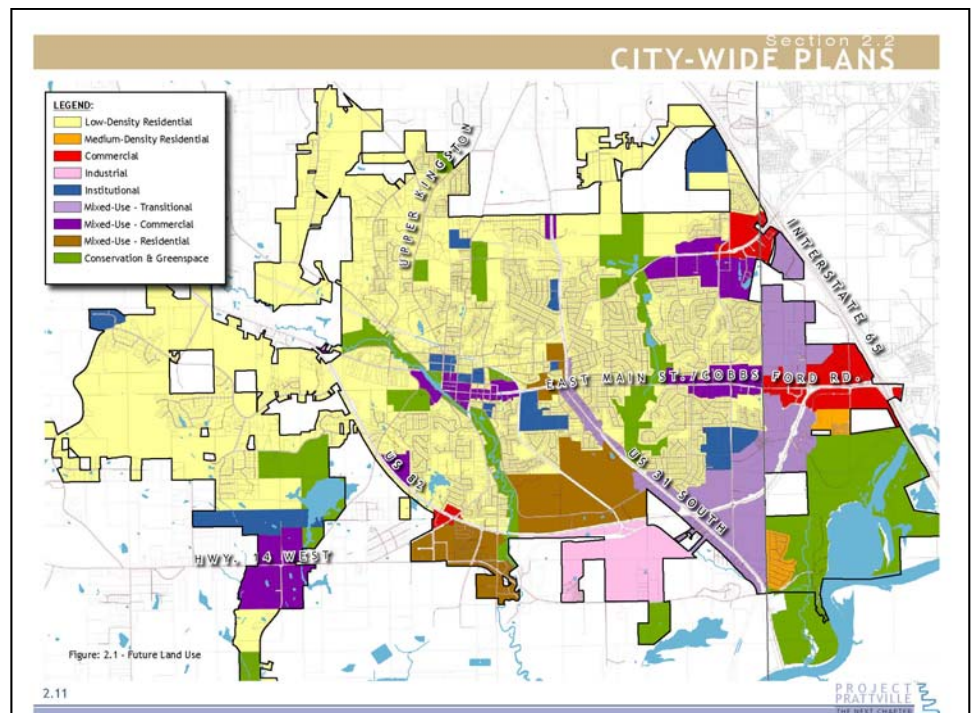 Section 2.2
CITY-WIDE PLANS
LEGEND:
Low-Density Residential
Medium-Density Residential
Commercial
Industrial
Institutional
Mixed-Use - Transitional
Mixed-Use - Commercial
Mixed-Use - Residential
Conservation & Greenspace
UPPER KINGSTON
INTERSTATE 65
EAST MAIN ST./COBBS FORD RD.
US 82
US 31 SOUTH
HWY. 14 WEST
Figure: 2.1 - Future Land Use
2.11
PROJECT
PRATTVILLE
THE NEXT CHAPTER